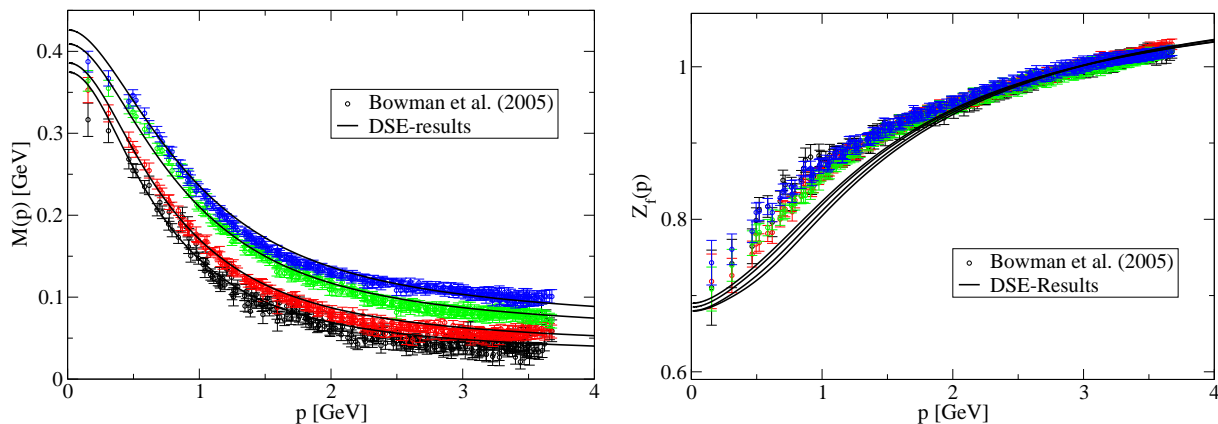 0.4
0.3
0.2
0.1
0
M(p) [GeV]
Bowman et al. (2005)
DSE-results
0 1 2 3 4
p [GeV]
1
0.8
0.6
Z_f(p)
Bowman et al. (2005)
DSE-Results
0 1 2 3 4
p [GeV]